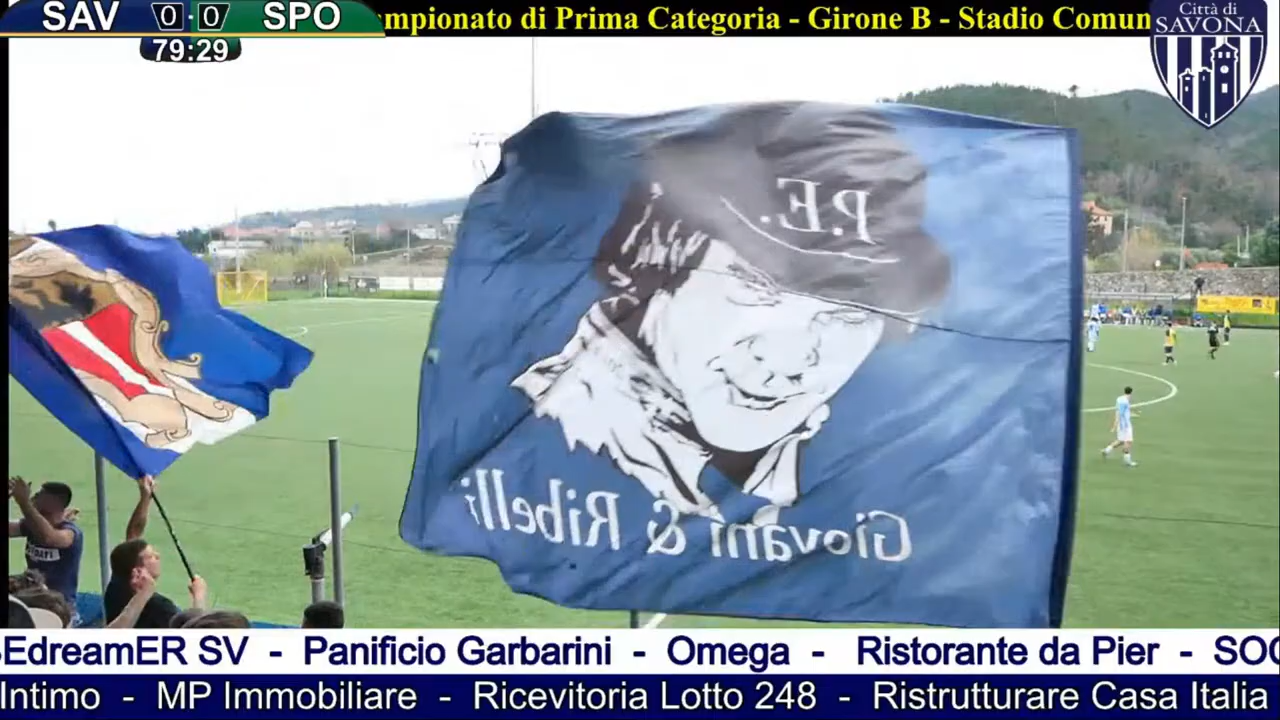 SAV 0 0 SPO
79:29
mpionato di Prima Categoria - Girone B - Stadio Comun
Città di
SAVONA
P.E.
Giovani & Ribelli
EdreamER SV - Panificio Garbarini - Omega - Ristorante da Pier - SO
Intimo - MP Immobiliare - Ricevitoria Lotto 248 - Ristrutturare Casa Italia